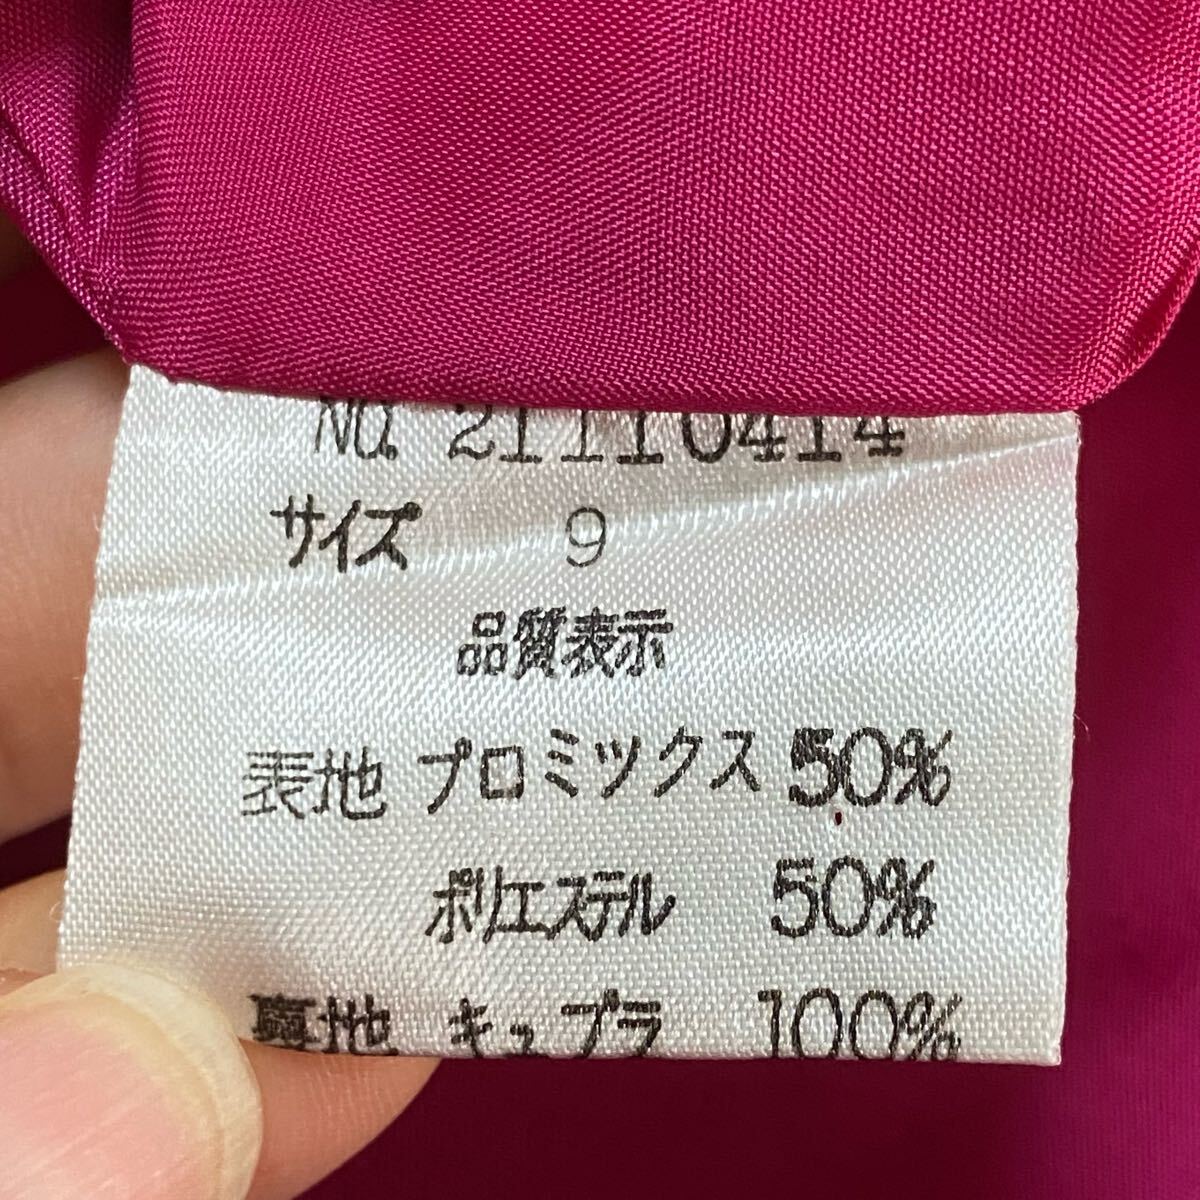 No. 21110414
サイズ 9
品質表示
表地 プロミックス 50%
ポリエステル 50%
裏地 キュプラ 100%